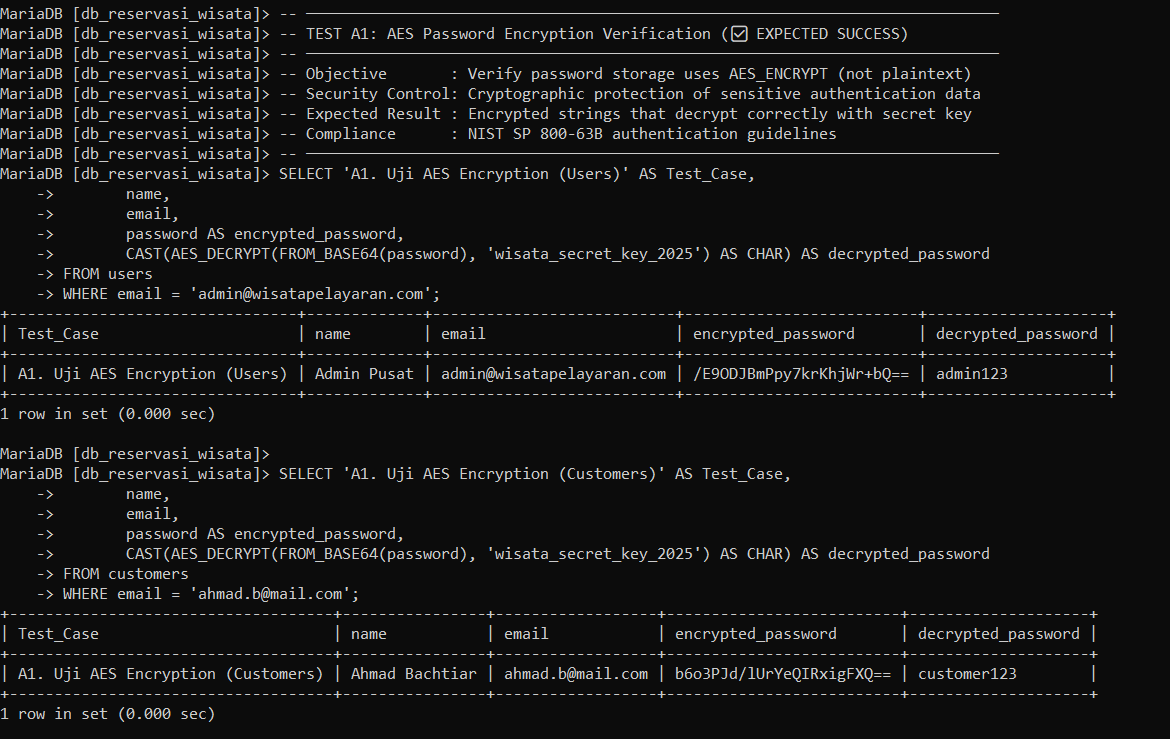 MariaDB [db_reservasi_wisata]> -- ─────────────────────────────────────────────────────────────────────────────
MariaDB [db_reservasi_wisata]> -- TEST A1: AES Password Encryption Verification (☑ EXPECTED SUCCESS)
MariaDB [db_reservasi_wisata]> -- ─────────────────────────────────────────────────────────────────────────────
MariaDB [db_reservasi_wisata]> -- Objective       : Verify password storage uses AES_ENCRYPT (not plaintext)
MariaDB [db_reservasi_wisata]> -- Security Control: Cryptographic protection of sensitive authentication data
MariaDB [db_reservasi_wisata]> -- Expected Result : Encrypted strings that decrypt correctly with secret key
MariaDB [db_reservasi_wisata]> -- Compliance      : NIST SP 800-63B authentication guidelines
MariaDB [db_reservasi_wisata]> -- ─────────────────────────────────────────────────────────────────────────────
MariaDB [db_reservasi_wisata]> SELECT 'A1. Uji AES Encryption (Users)' AS Test_Case,
    ->        name,
    ->        email,
    ->        password AS encrypted_password,
    ->        CAST(AES_DECRYPT(FROM_BASE64(password), 'wisata_secret_key_2025') AS CHAR) AS decrypted_password
    -> FROM users
    -> WHERE email = 'admin@wisatapelayaran.com';
+--------------------------------+------------+---------------------------+--------------------------+--------------------+
| Test_Case                      | name       | email                     | encrypted_password       | decrypted_password |
+--------------------------------+------------+---------------------------+--------------------------+--------------------+
| A1. Uji AES Encryption (Users) | Admin Pusat | admin@wisatapelayaran.com | /E9ODJBmPpy7krKhjWr+bQ== | admin123           |
+--------------------------------+------------+---------------------------+--------------------------+--------------------+
1 row in set (0.000 sec)

MariaDB [db_reservasi_wisata]>
MariaDB [db_reservasi_wisata]> SELECT 'A1. Uji AES Encryption (Customers)' AS Test_Case,
    ->        name,
    ->        email,
    ->        password AS encrypted_password,
    ->        CAST(AES_DECRYPT(FROM_BASE64(password), 'wisata_secret_key_2025') AS CHAR) AS decrypted_password
    -> FROM customers
    -> WHERE email = 'ahmad.b@mail.com';
+------------------------------------+----------------+------------------+--------------------------+--------------------+
| Test_Case                          | name           | email            | encrypted_password       | decrypted_password |
+------------------------------------+----------------+------------------+--------------------------+--------------------+
| A1. Uji AES Encryption (Customers) | Ahmad Bachtiar | ahmad.b@mail.com | b6o3PJd/lUrYeQIRxigFXQ== | customer123        |
+------------------------------------+----------------+------------------+--------------------------+--------------------+
1 row in set (0.000 sec)